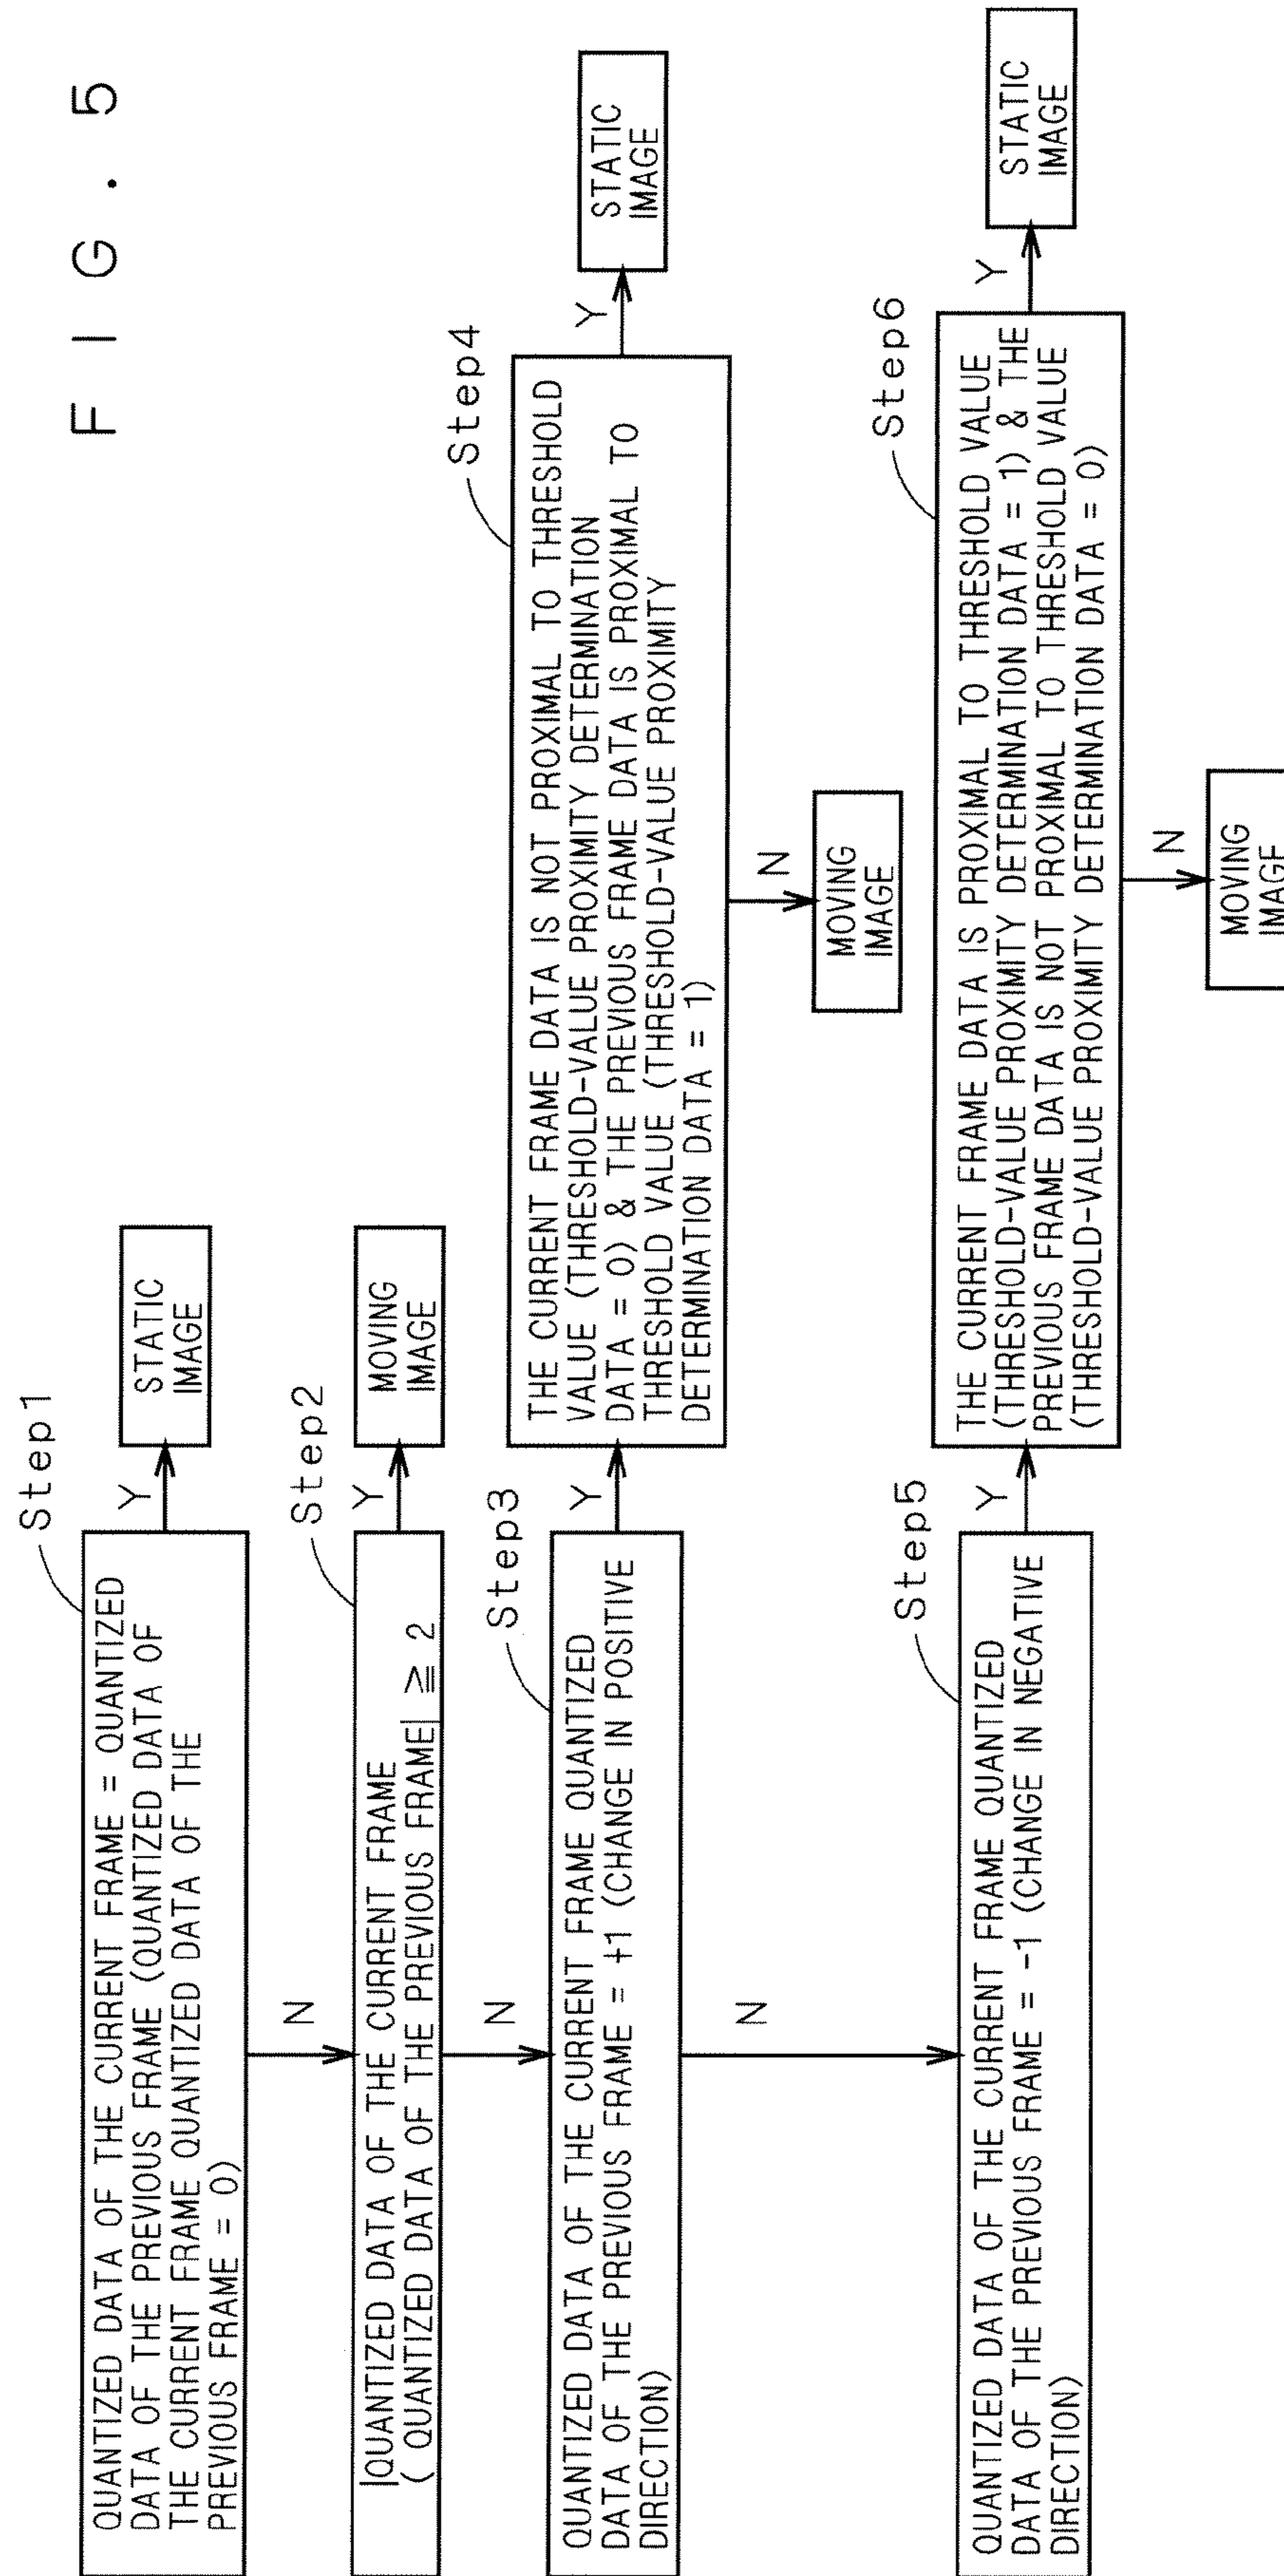 F I G . 5
Step1
QUANTIZED DATA OF THE CURRENT FRAME = QUANTIZED
DATA OF THE PREVIOUS FRAME (QUANTIZED DATA OF
THE CURRENT FRAME QUANTIZED DATA OF THE
PREVIOUS FRAME = 0)
Y
STATIC
IMAGE
N
Step2
|QUANTIZED DATA OF THE CURRENT FRAME
( QUANTIZED DATA OF THE PREVIOUS FRAME| ≧ 2
Y
MOVING
IMAGE
N
Step3
QUANTIZED DATA OF THE CURRENT FRAME QUANTIZED
DATA OF THE PREVIOUS FRAME = +1 (CHANGE IN POSITIVE
DIRECTION)
Y
Step4
THE CURRENT FRAME DATA IS NOT PROXIMAL TO THRESHOLD
VALUE (THRESHOLD-VALUE PROXIMITY DETERMINATION
DATA = 0) & THE PREVIOUS FRAME DATA IS PROXIMAL TO
THRESHOLD VALUE (THRESHOLD-VALUE PROXIMITY
DETERMINATION DATA = 1)
Y
STATIC
IMAGE
N
MOVING
IMAGE
N
Step5
QUANTIZED DATA OF THE CURRENT FRAME QUANTIZED
DATA OF THE PREVIOUS FRAME = -1 (CHANGE IN NEGATIVE
DIRECTION)
Y
Step6
THE CURRENT FRAME DATA IS PROXIMAL TO THRESHOLD VALUE
(THRESHOLD-VALUE PROXIMITY DETERMINATION DATA = 1) & THE
PREVIOUS FRAME DATA IS NOT PROXIMAL TO THRESHOLD VALUE
(THRESHOLD-VALUE PROXIMITY DETERMINATION DATA = 0)
Y
STATIC
IMAGE
N
MOVING
IMAGE